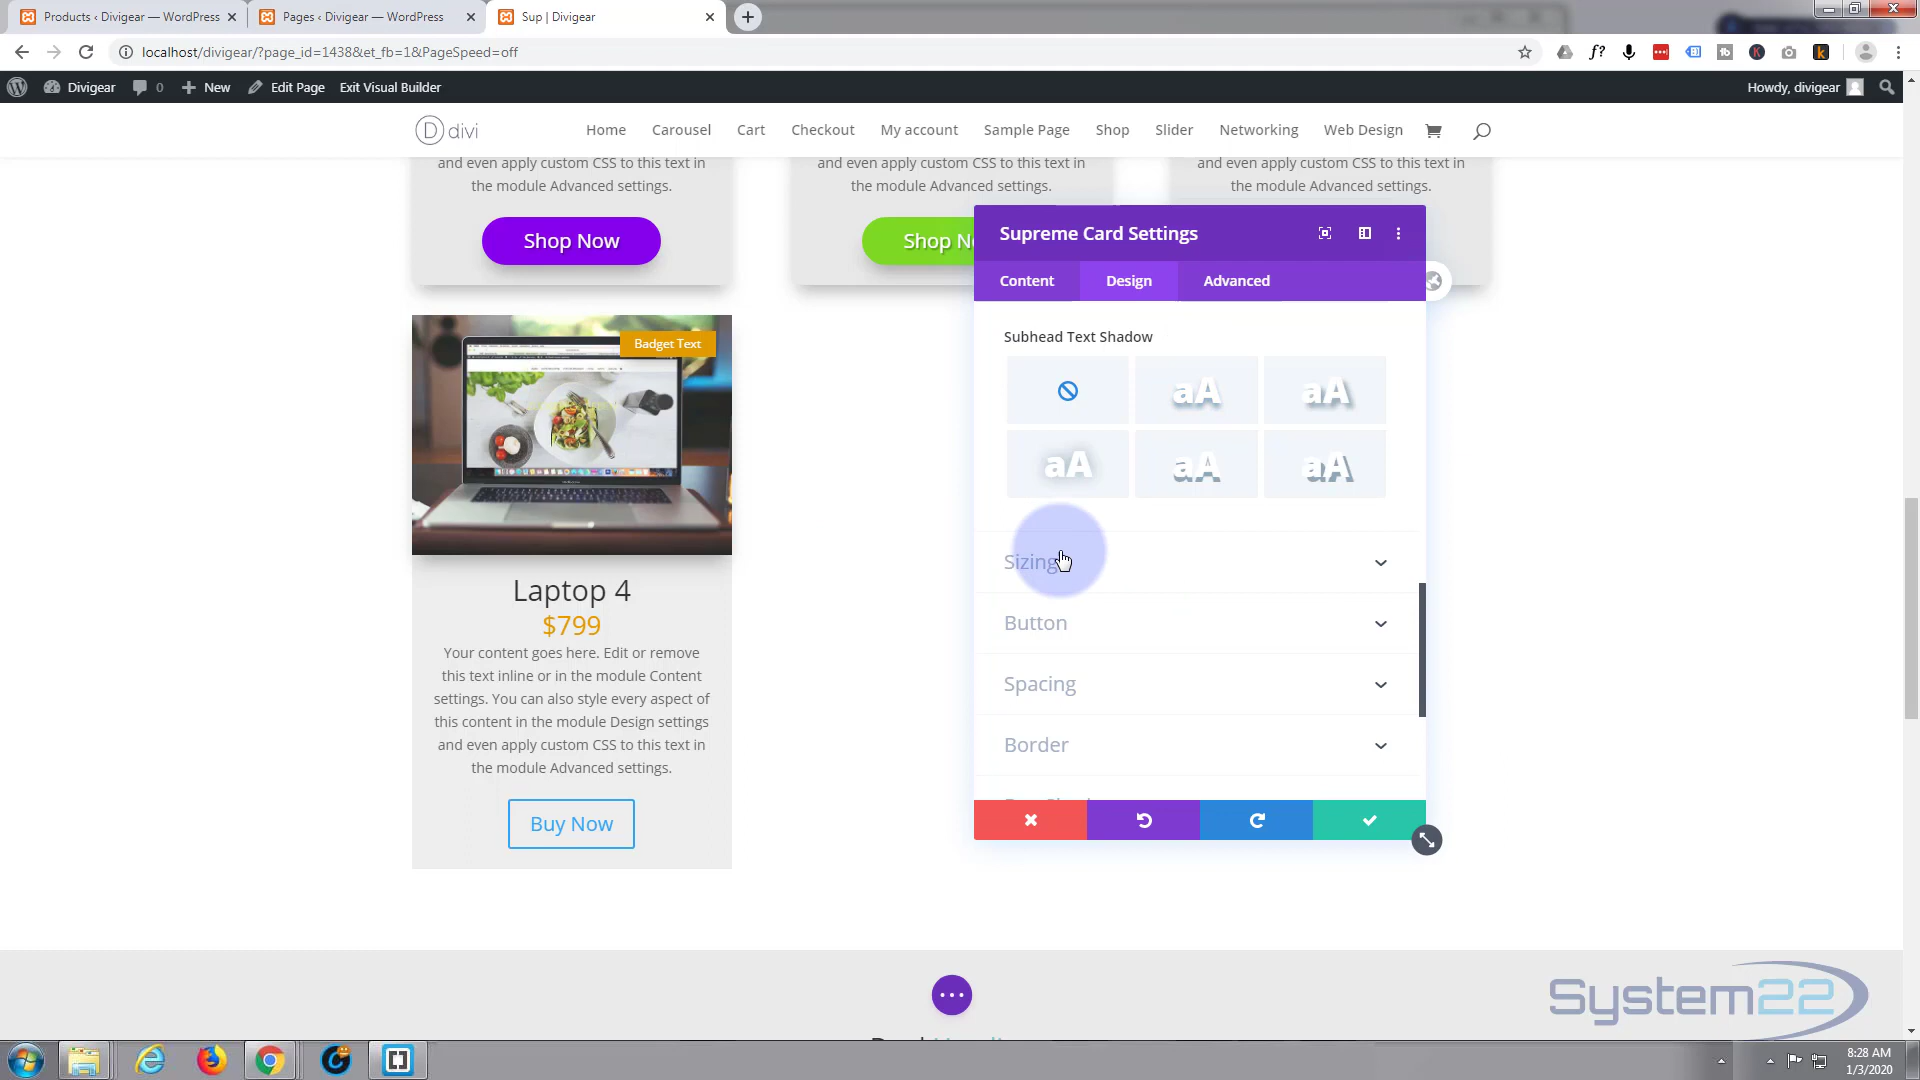 Products ‹ Divigear — WordPress
Pages ‹ Divigear — WordPress
Sup | Divigear
localhost/divigear/?page_id=1438&et_fb=1&PageSpeed=off
Divigear
0
New
Edit Page
Exit Visual Builder
Howdy, divigear
divi
Home
Carousel
Cart
Checkout
My account
Sample Page
Shop
Slider
Networking
Web Design
and even apply custom CSS to this text in
the module Advanced settings.
and even apply custom CSS to this text in
the module Advanced settings.
and even apply custom CSS to this text in
the module Advanced settings.
Shop Now
Shop N
Supreme Card Settings
Content
Design
Advanced
Subhead Text Shadow
aA
aA
aA
aA
aA
Sizing
Button
Spacing
Border
Badget Text
Laptop 4
$799
Your content goes here. Edit or remove
this text inline or in the module Content
settings. You can also style every aspect of
this content in the module Design settings
and even apply custom CSS to this text in
the module Advanced settings.
Buy Now
System22
8:28 AM
1/3/2020